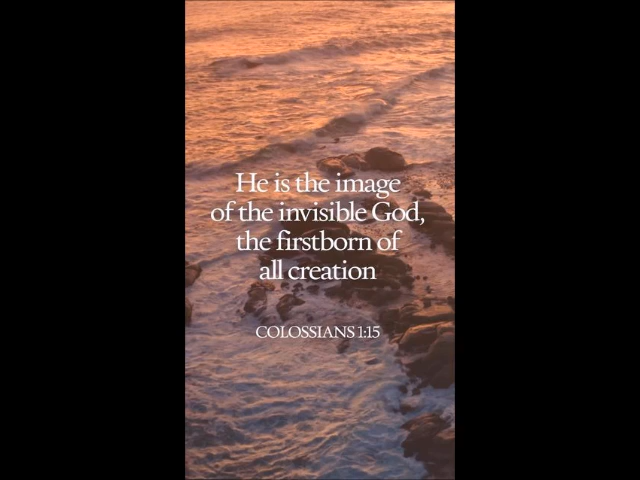 He is the image
of the invisible God,
the firstborn of
all creation
COLOSSIANS 1:15